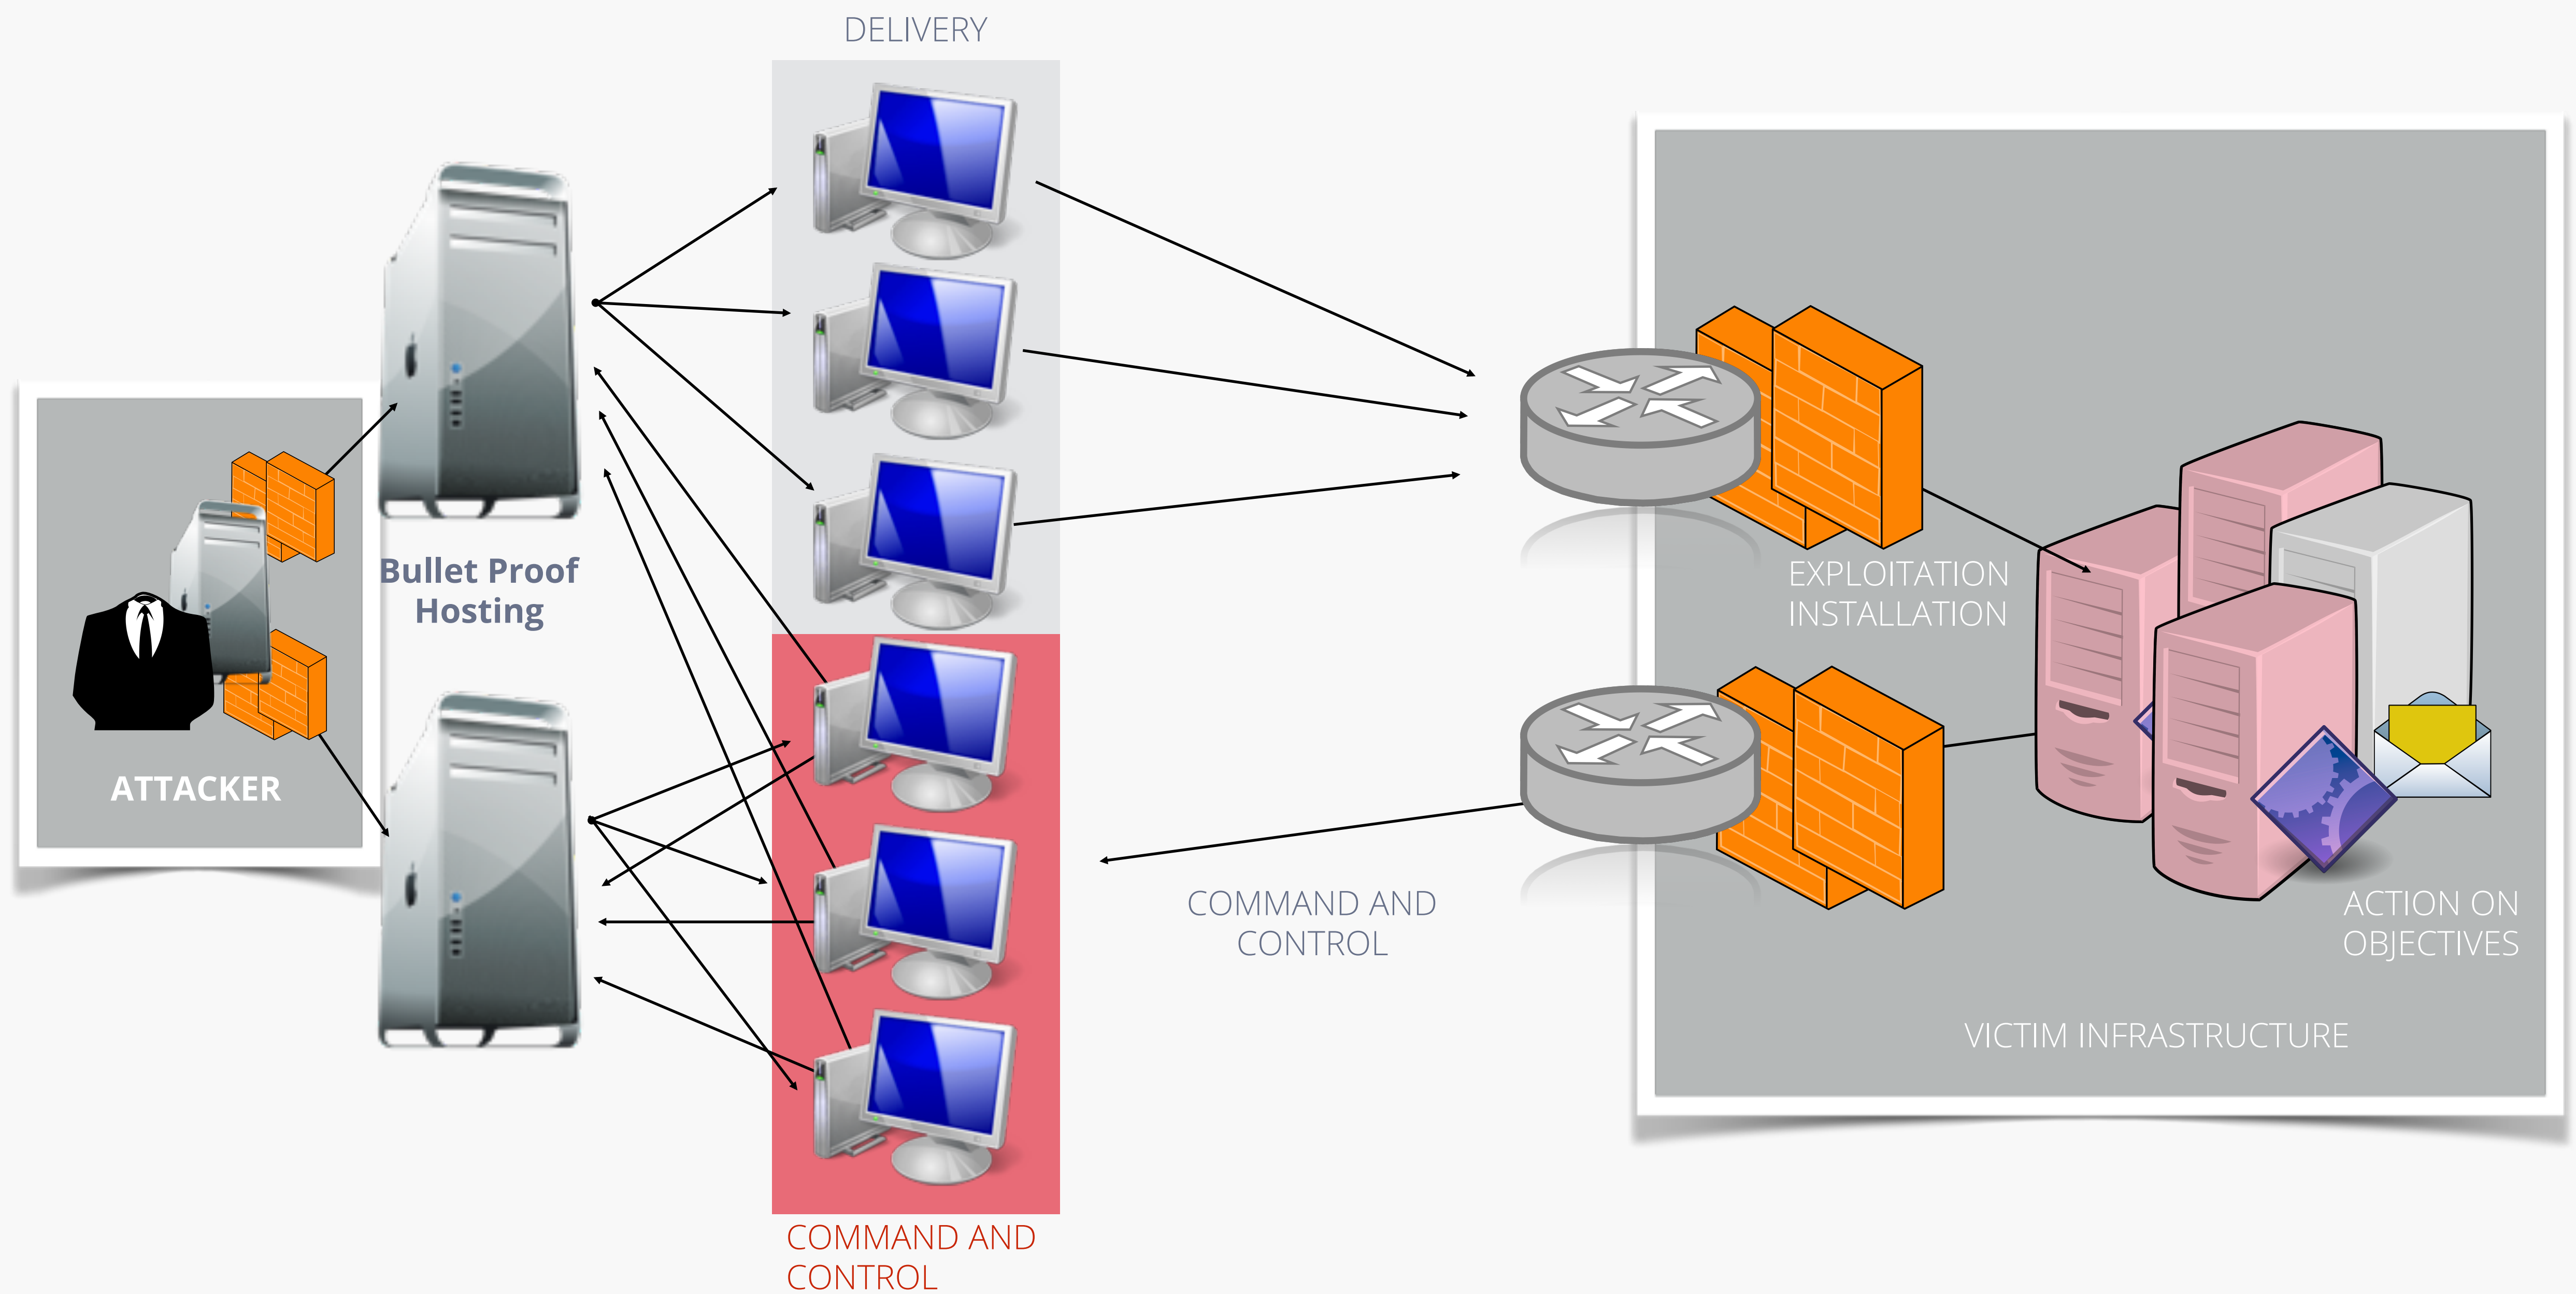 DELIVERY
Bullet Proof
Hosting
ATTACKER
EXPLOITATION
INSTALLATION
COMMAND AND
CONTROL
ACTION ON
OBJECTIVES
VICTIM INFRASTRUCTURE
COMMAND AND
CONTROL